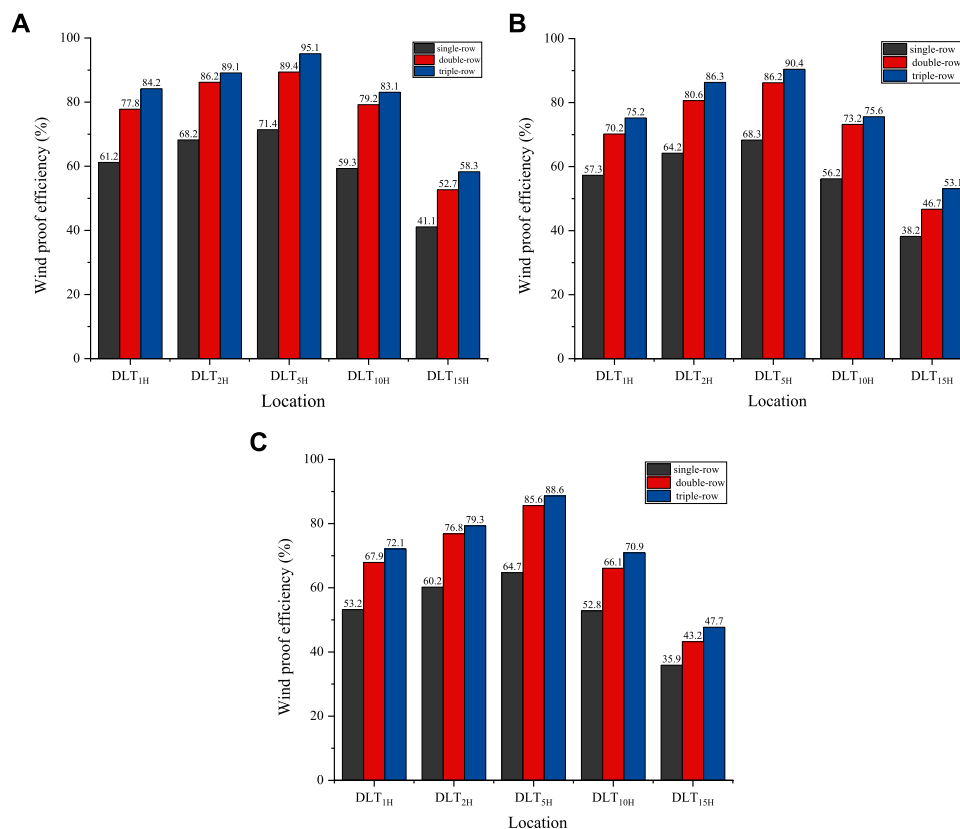 A
100
80
60
40
20
0
Wind proof efficiency (%)
single-row
double-row
triple-row
61.2 77.8 84.2
68.2 86.2 89.1
71.4 89.4 95.1
59.3 79.2 83.1
41.1 52.7 58.3
DLT1H DLT2H DLT5H DLT10H DLT15H
Location
B
100
80
60
40
20
0
Wind proof efficiency (%)
single-row
double-row
triple-row
57.3 70.2 75.2
64.2 80.6 86.3
68.3 86.2 90.4
56.2 73.2 75.6
38.2 46.7 53.1
DLT1H DLT2H DLT5H DLT10H DLT15H
Location
C
100
80
60
40
20
0
Wind proof efficiency (%)
single-row
double-row
triple-row
53.2 67.9 72.1
60.2 76.8 79.3
64.7 85.6 88.6
52.8 66.1 70.9
35.9 43.2 47.7
DLT1H DLT2H DLT5H DLT10H DLT15H
Location